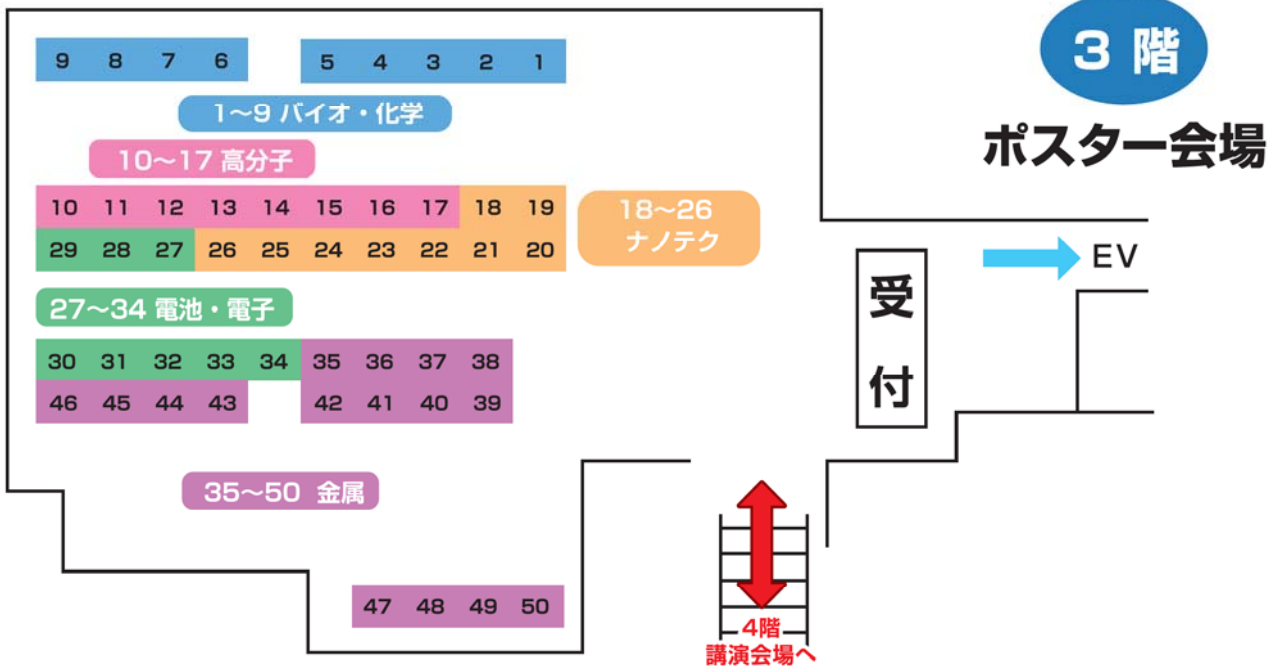 3 階
ポスター会場
9 8 7 6 5 4 3 2 1
1～9 バイオ・化学
10～17 高分子
10 11 12 13 14 15 16 17 18 19
29 28 27 26 25 24 23 22 21 20
18～26
ナノテク
27～34 電池・電子
30 31 32 33 34 35 36 37 38
46 45 44 43 42 41 40 39
35～50 金属
47 48 49 50
受
付
EV
4階
講演会場へ